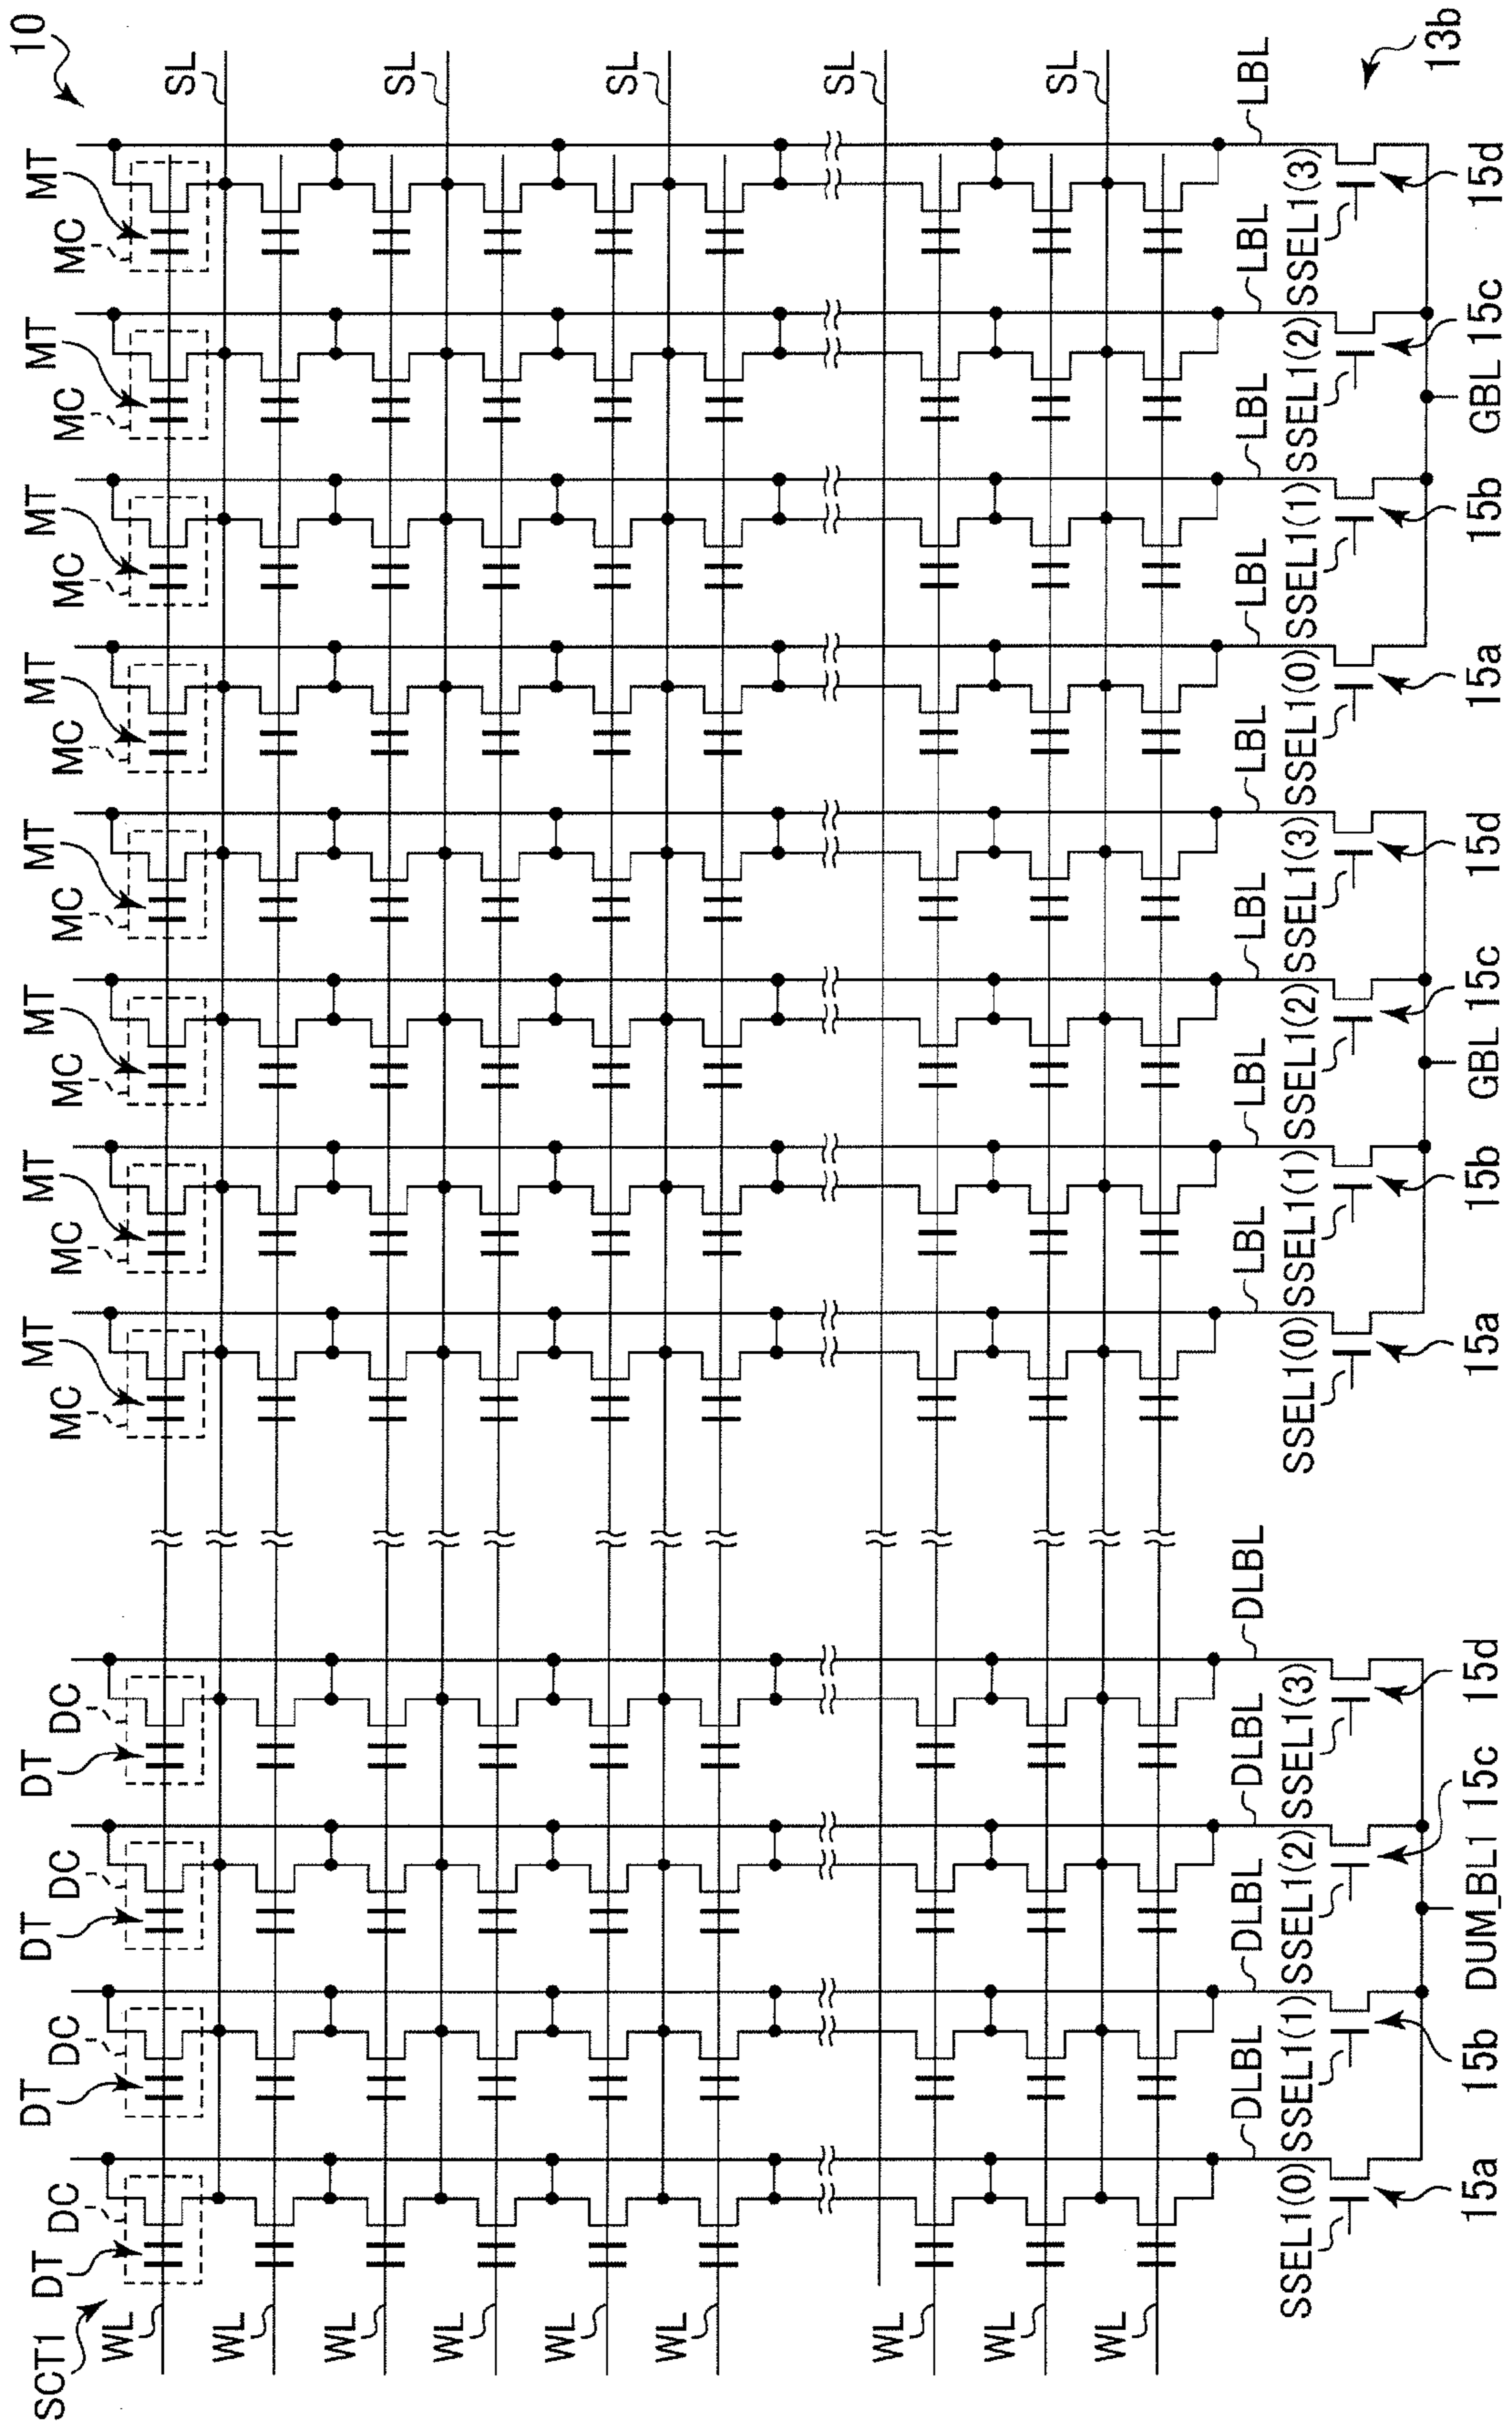 SCT1 DT DT DT DT MT MT MT MT MT MT MT MT 10
DC DC DC DC MC MC MC MC MC MC MC MC
WL
SL
WL
WL
SL
WL
WL
SL
WL
SL
WL
WL
SL
WL
DLBL DLBL DLBL DLBL LBL LBL LBL LBL LBL LBL LBL LBL
SSEL1(0) SSEL1(1) SSEL1(2) SSEL1(3) SSEL1(0) SSEL1(1) SSEL1(2) SSEL1(3) SSEL1(0) SSEL1(1) SSEL1(2) SSEL1(3)
13b
15a 15b DUM_BL1 15c 15d 15a 15b GBL 15c 15d 15a 15b GBL 15c 15d